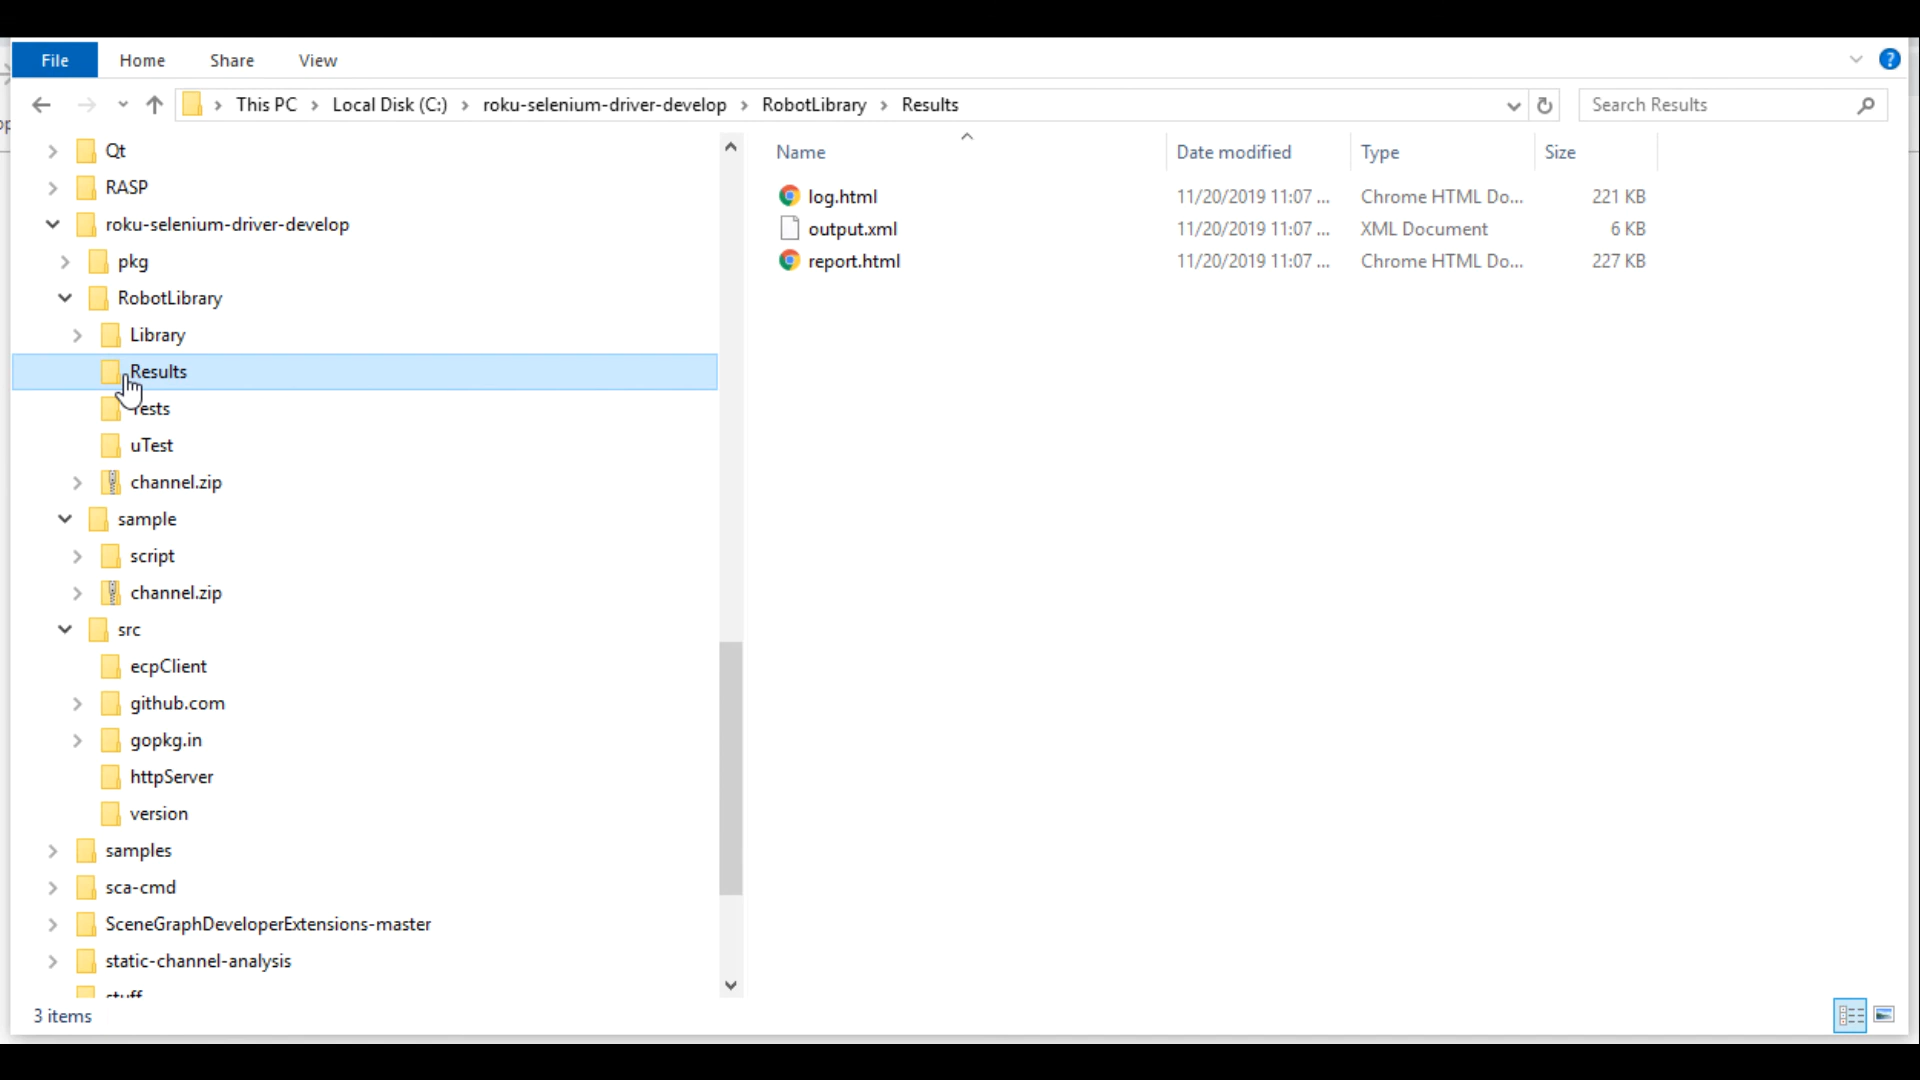 File Home Share View
This PC Local Disk (C:) roku-selenium-driver-develop RobotLibrary Results Search Results
Qt
RASP
roku-selenium-driver-develop
pkg
RobotLibrary
Library
Results
uTest
channel.zip
sample
script
channel.zip
src
ecpClient
github.com
gopkg.in
httpServer
version
samples
sca-cmd
SceneGraphDeveloperExtensions-master
static-channel-analysis
Name Date modified Type Size
log.html 11/20/2019 11:07 ... Chrome HTML Do... 221 KB
output.xml 11/20/2019 11:07 ... XML Document 6 KB
report.html 11/20/2019 11:07 ... Chrome HTML Do... 227 KB
3 items